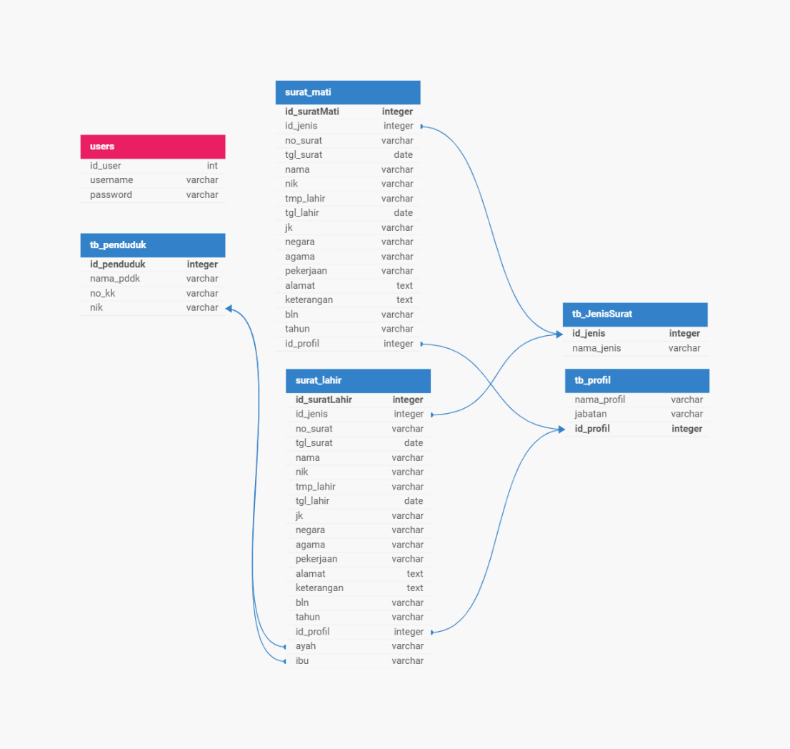 users
id_user int
username varchar
password varchar
tb_penduduk
id_penduduk integer
nama_pddk varchar
no_kk varchar
nik varchar
surat_mati
id_suratMati integer
id_jenis integer
no_surat varchar
tgl_surat date
nama varchar
nik varchar
tmp_lahir varchar
tgl_lahir date
jk varchar
negara varchar
agama varchar
pekerjaan varchar
alamat text
keterangan text
bln varchar
tahun varchar
id_profil integer
surat_lahir
id_suratLahir integer
id_jenis integer
no_surat varchar
tgl_surat date
nama varchar
nik varchar
tmp_lahir varchar
tgl_lahir date
jk varchar
negara varchar
agama varchar
pekerjaan varchar
alamat text
keterangan text
bln varchar
tahun varchar
id_profil integer
ayah varchar
ibu varchar
tb_JenisSurat
id_jenis integer
nama_jenis varchar
tb_profil
nama_profil varchar
jabatan varchar
id_profil integer